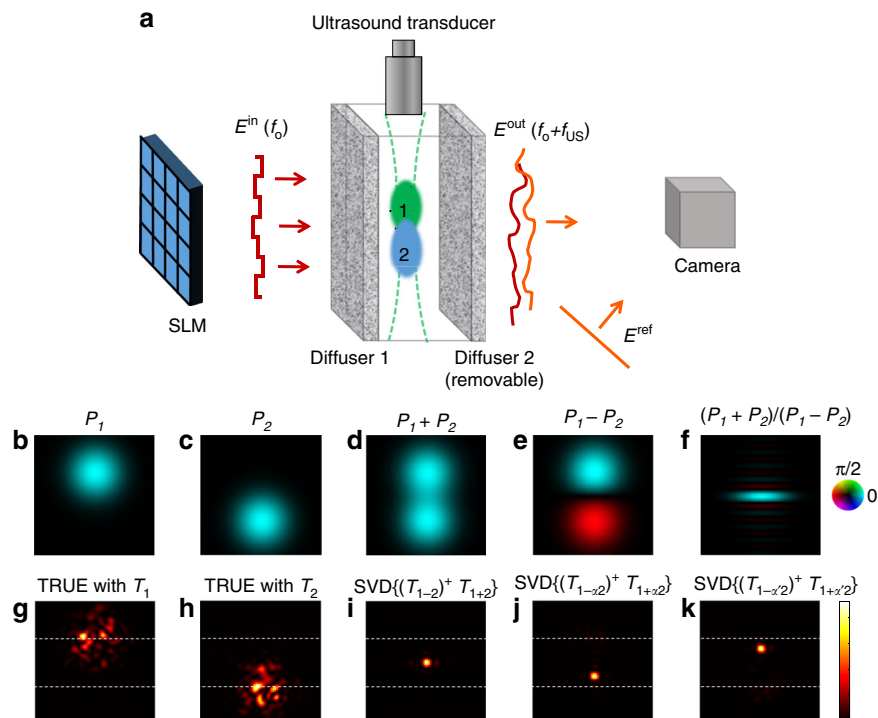 a
Ultrasound transducer
E^in (f_o)
E^out (f_o+f_US)
1
2
SLM
Camera
E^ref
Diffuser 1
Diffuser 2
(removable)
b
P_1
c
P_2
d
P_1 + P_2
e
P_1 – P_2
f
(P_1 + P_2)/(P_1 – P_2)
π/2
0
g
TRUE with T_1
h
TRUE with T_2
i
SVD{(T_1–2)^+ T_1+2}
j
SVD{(T_1–α2)^+ T_1+α2}
k
SVD{(T_1–α′2)^+ T_1+α′2}